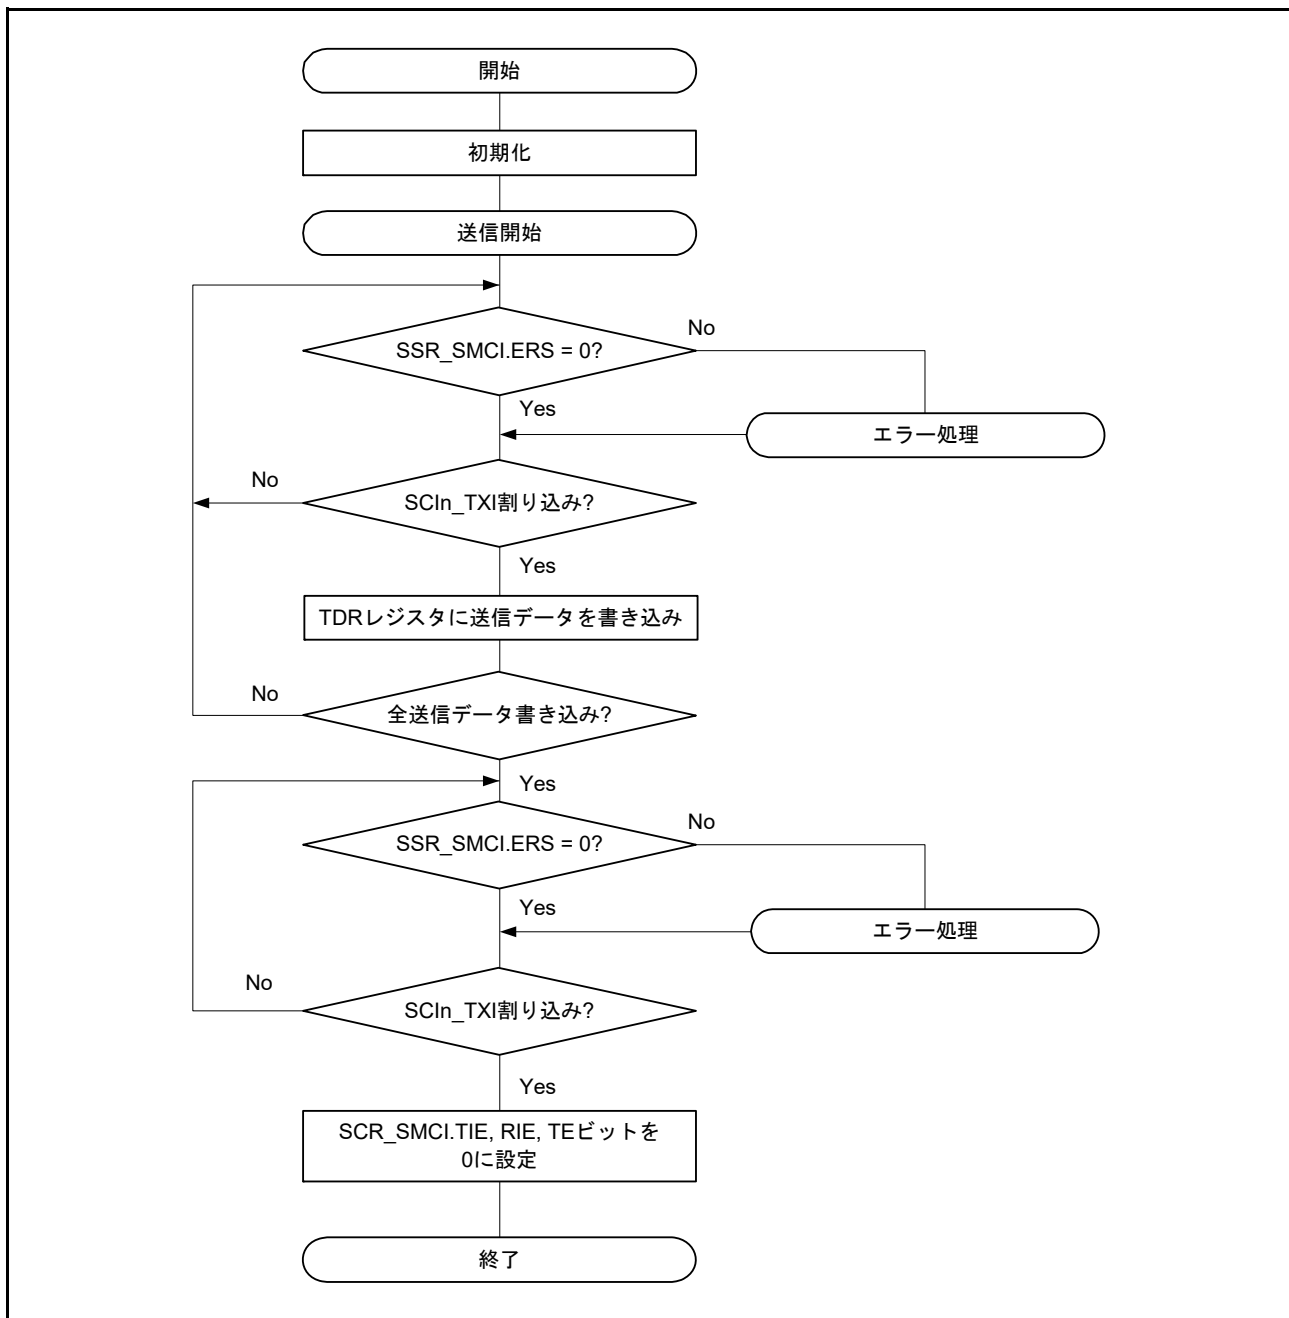 開始
初期化
送信開始
SSR_SMCI.ERS = 0?
No
Yes
エラー処理
No
SCIn_TXI割り込み?
Yes
TDRレジスタに送信データを書き込み
No
全送信データ書き込み?
Yes
SSR_SMCI.ERS = 0?
No
Yes
エラー処理
No
SCIn_TXI割り込み?
Yes
SCR_SMCI.TIE, RIE, TEビットを
0に設定
終了